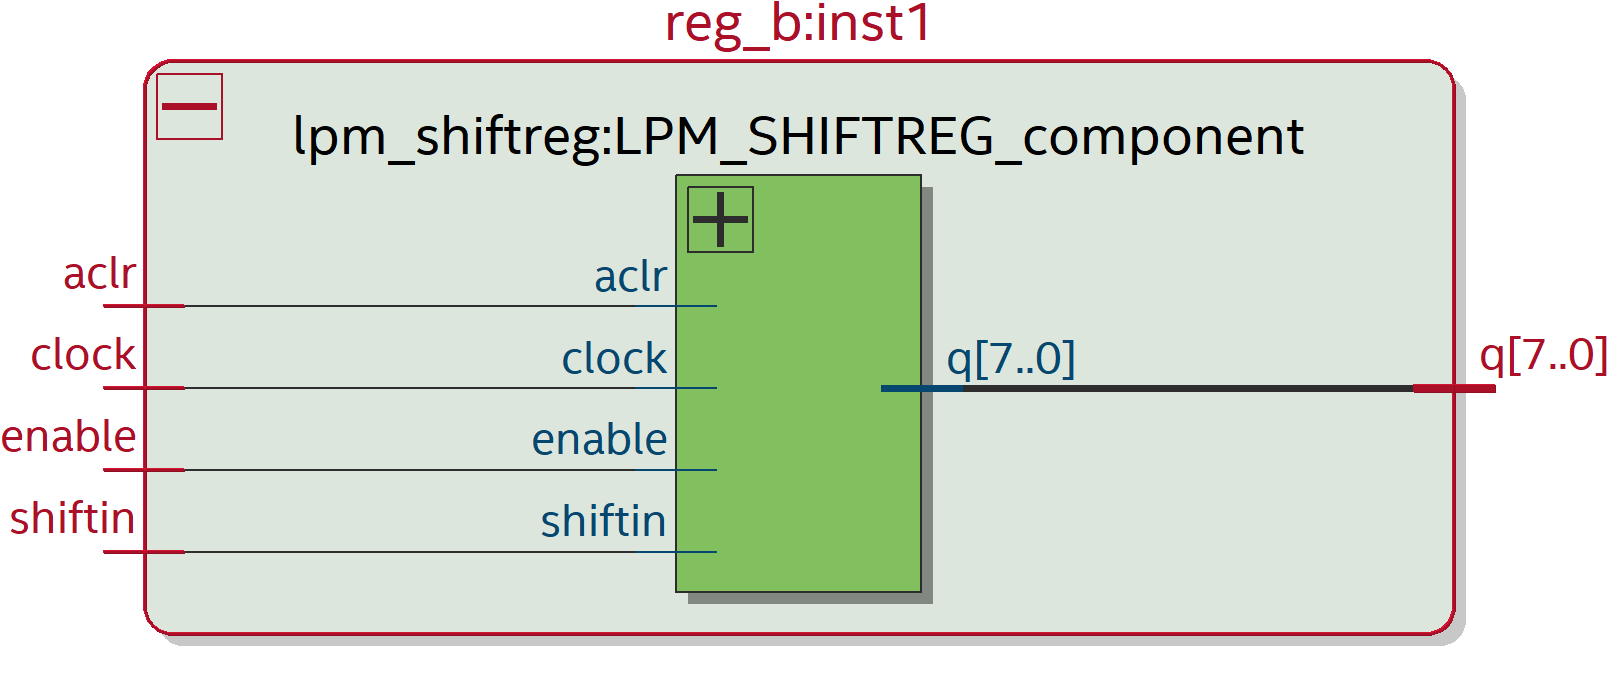 reg_b:inst1
lpm_shiftreg:LPM_SHIFTREG_component
aclr
aclr
clock
clock
q[7..0]
q[7..0]
enable
enable
shiftin
shiftin